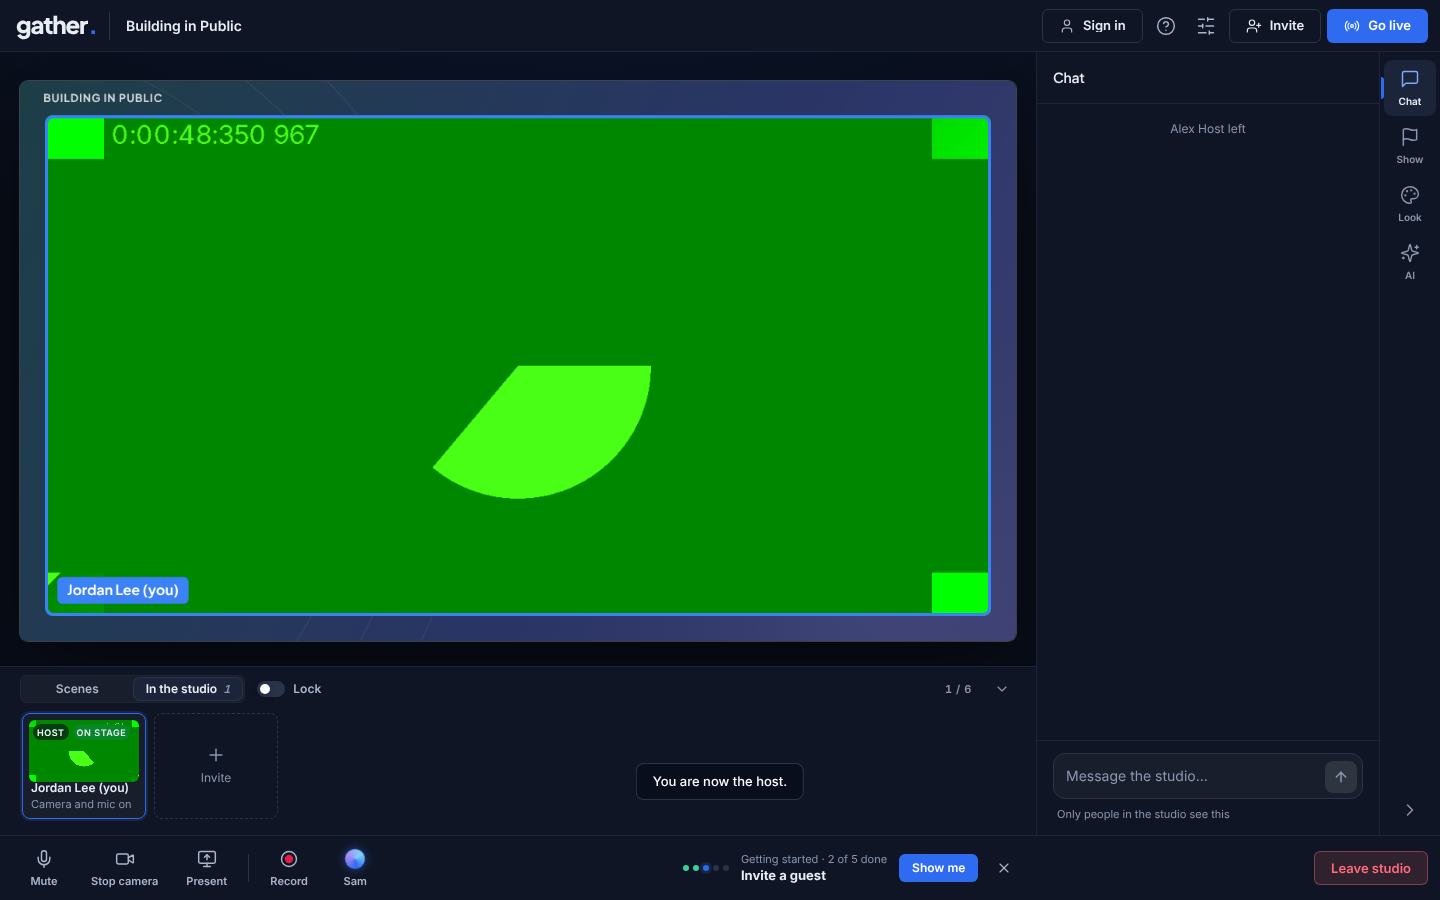 gather.
Building in Public
Sign in
Invite
Go live
BUILDING IN PUBLIC
0:00:48:350 967
Jordan Lee (you)
Chat
Alex Host left
Chat
Show
Look
AI
Scenes
In the studio 1
Lock
1 / 6
HOST
ON STAGE
Jordan Lee (you)
Camera and mic on
Invite
You are now the host.
Message the studio...
Only people in the studio see this
Mute
Stop camera
Present
Record
Sam
Getting started · 2 of 5 done
Invite a guest
Show me
Leave studio